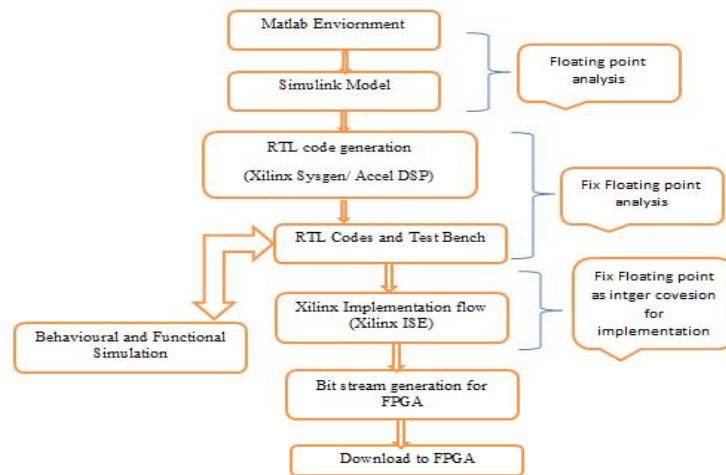 Matlab Enviornment
Simulink Model
Floating point
analysis
RTL code generation
(Xilinx Sysgen/ Accel DSP)
Fix Floating point
analysis
RTL Codes and Test Bench
Behavioural and Functional
Simulation
Xilinx Implementation flow
(Xilinx ISE)
Fix Floating point
as intger covesion
for
implementation
Bit stream generation for
FPGA
Download to FPGA